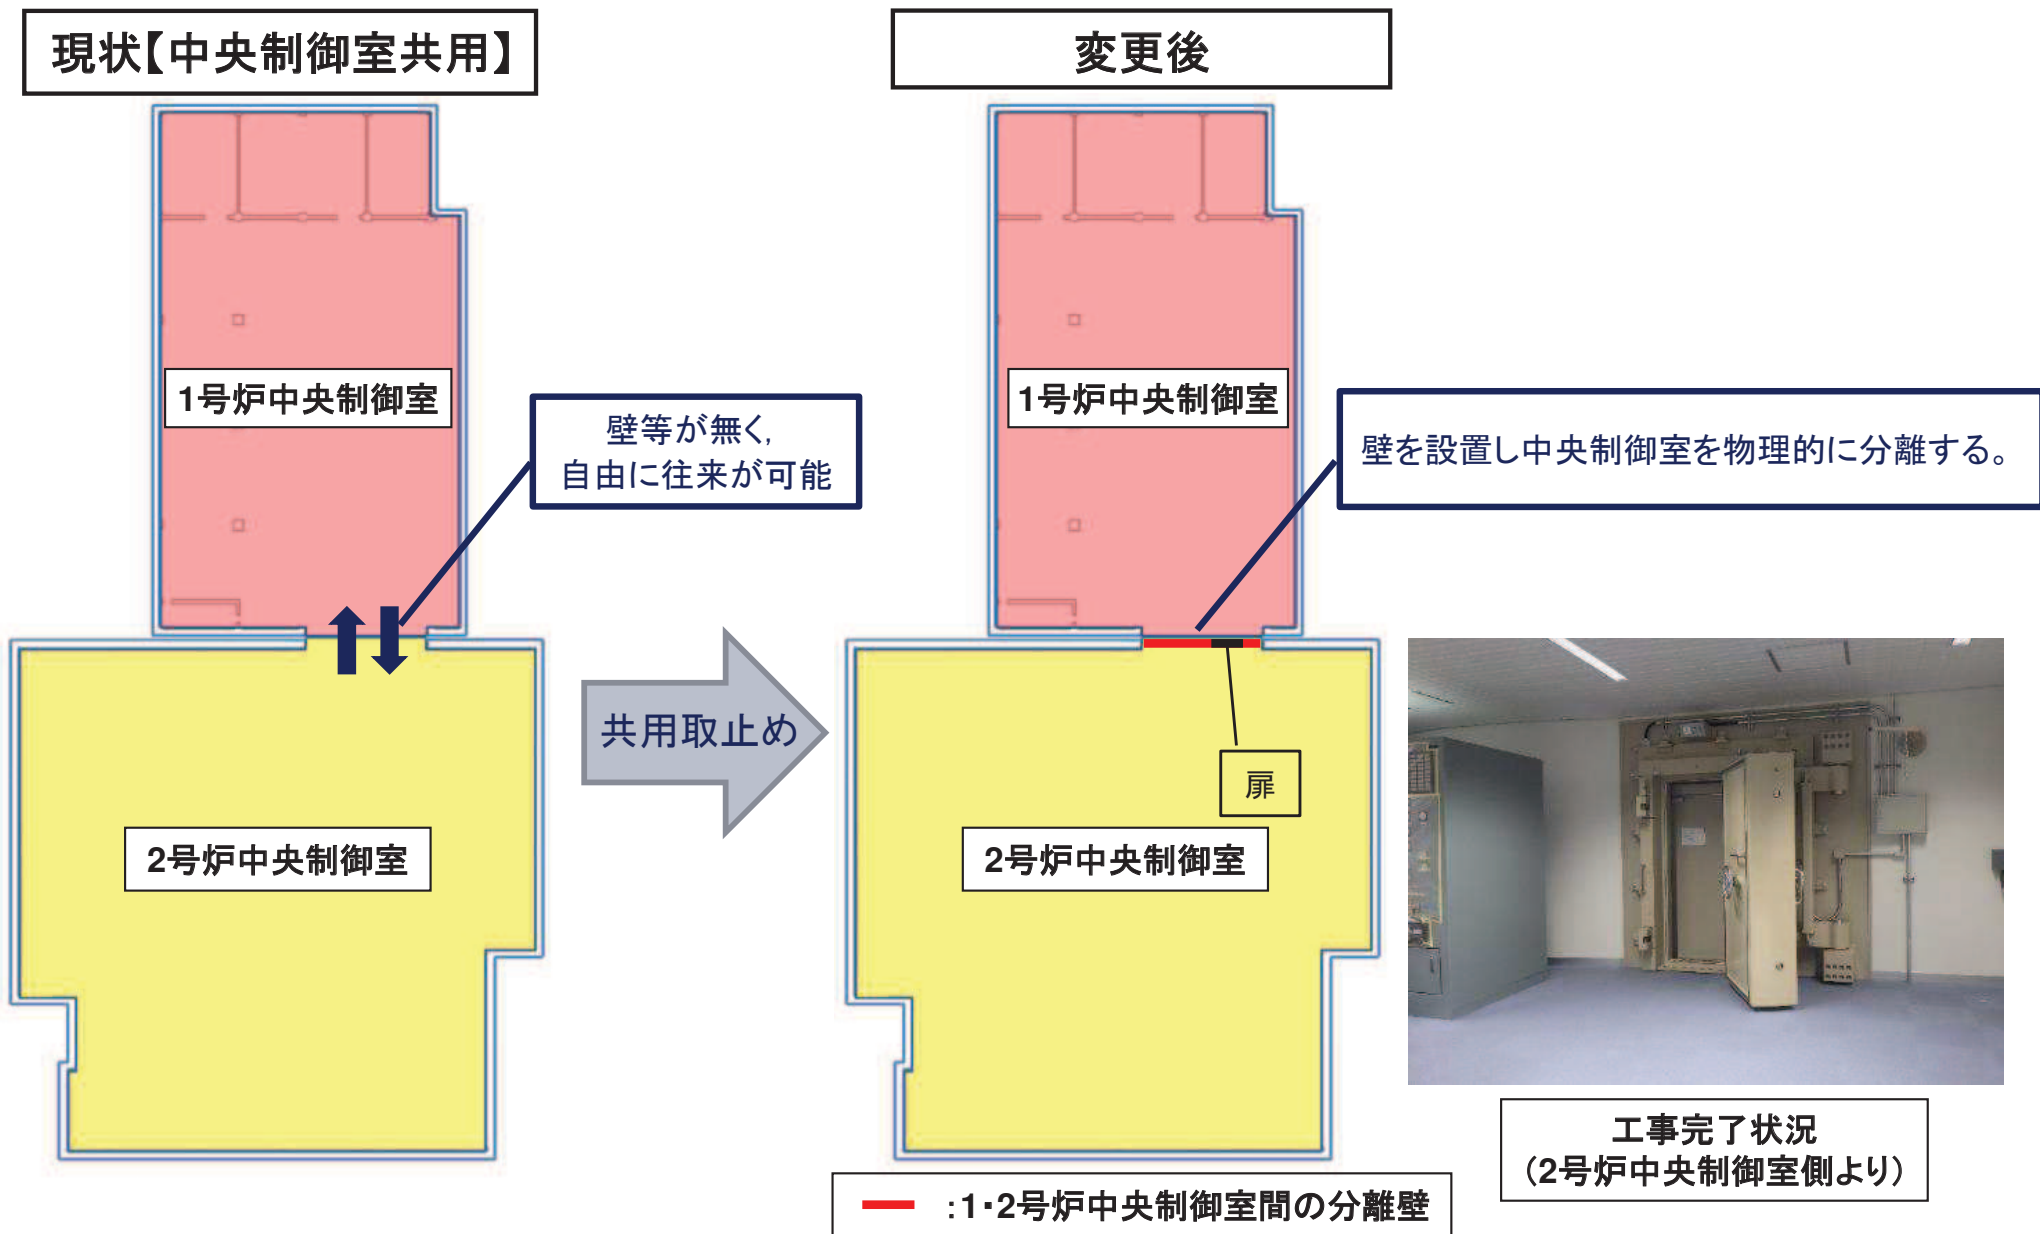 現状【中央制御室共用】
変更後
1号炉中央制御室
壁等が無く,
自由に往来が可能
2号炉中央制御室
共用取止め
1号炉中央制御室
壁を設置し中央制御室を物理的に分離する。
扉
2号炉中央制御室
工事完了状況
(2号炉中央制御室側より)
:1・2号炉中央制御室間の分離壁